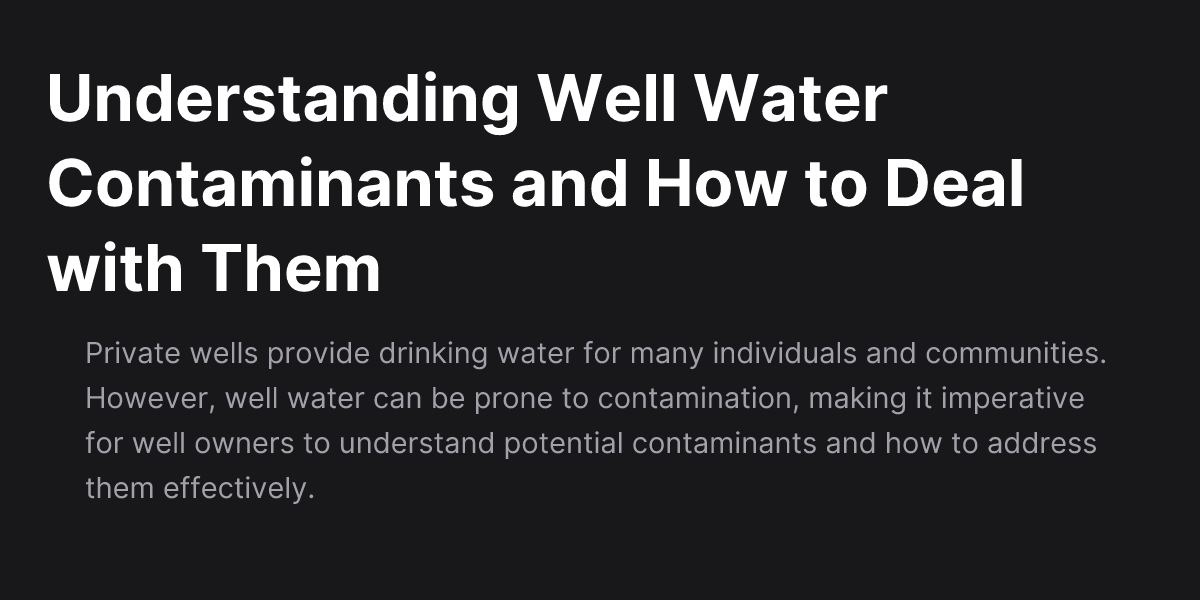 Understanding Well Water
Contaminants and How to Deal
with Them
Private wells provide drinking water for many individuals and communities.
However, well water can be prone to contamination, making it imperative
for well owners to understand potential contaminants and how to address
them effectively.